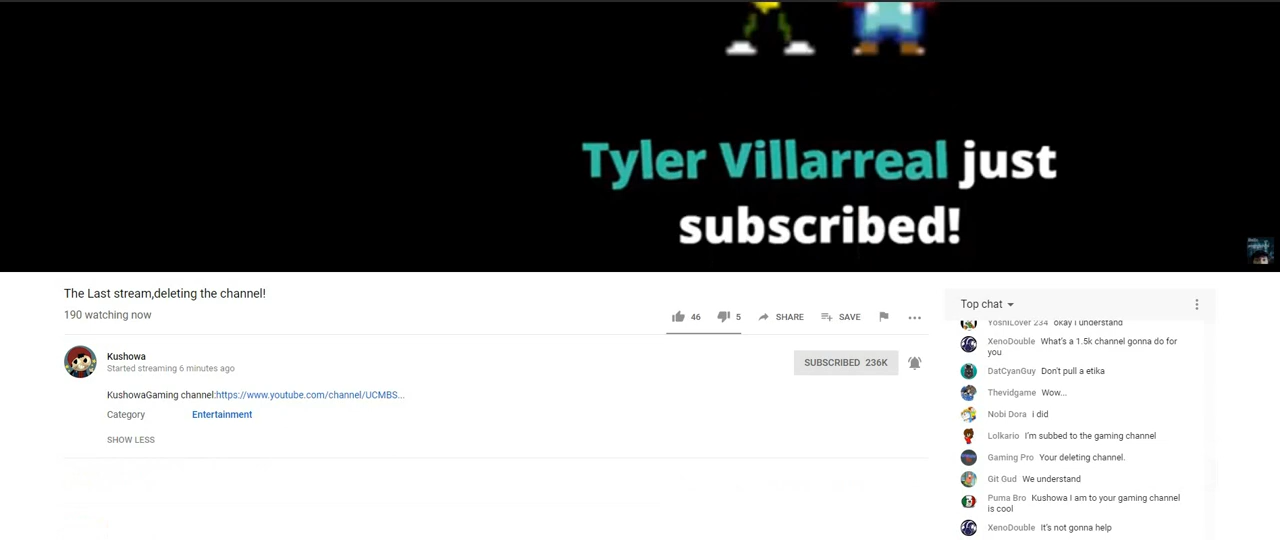 Tyler Villarreal just
subscribed!
The Last stream,deleting the channel!
190 watching now
46
5
SHARE
SAVE
Kushowa
Started streaming 6 minutes ago
SUBSCRIBED 236K
KushowaGaming channel:https://www.youtube.com/channel/UCMBS...
Category
Entertainment
SHOW LESS
Top chat
YoshiLover 234 okay i understand
XenoDouble What's a 1.5k channel gonna do for
you
DatCyanGuy Don't pull a etika
Thevidgame Wow...
Nobi Dora i did
Lolkario I'm subbed to the gaming channel
Gaming Pro Your deleting channel.
Git Gud We understand
Puma Bro Kushowa I am to your gaming channel
is cool
XenoDouble It's not gonna help